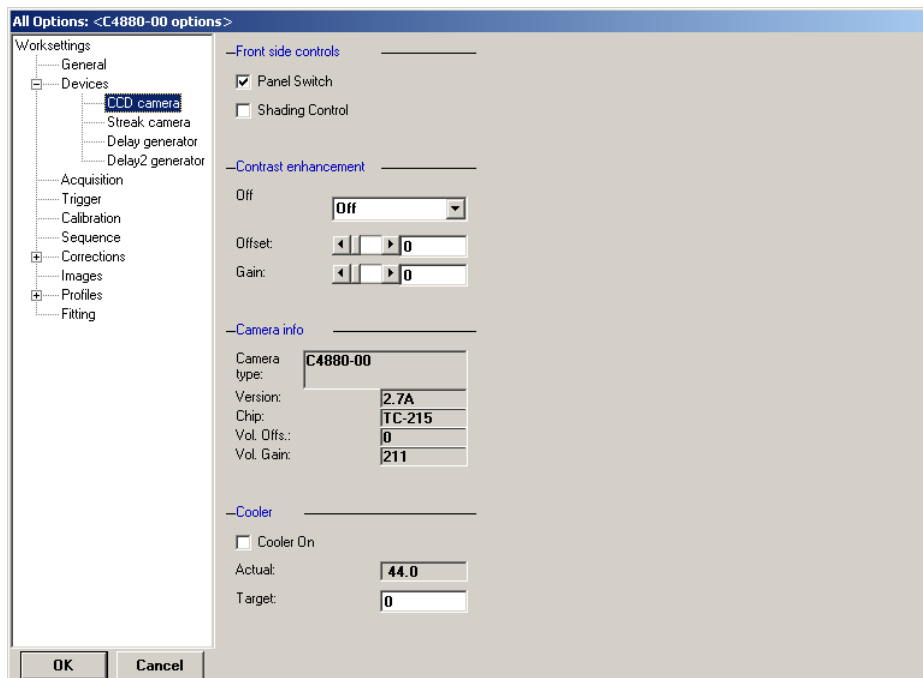 All Options: <C4880-00 options>
Worksettings
General
Devices
CCD camera
Streak camera
Delay generator
Delay2 generator
Acquisition
Trigger
Calibration
Sequence
Corrections
Images
Profiles
Fitting
Front side controls
Panel Switch
Shading Control
Contrast enhancement
Off
Off
Offset: 0
Gain: 0
Camera info
Camera type: C4880-00
Version: 2.7A
Chip: TC-215
Vol. Offs.: 0
Vol. Gain: 211
Cooler
Cooler On
Actual: 44.0
Target: 0
OK Cancel